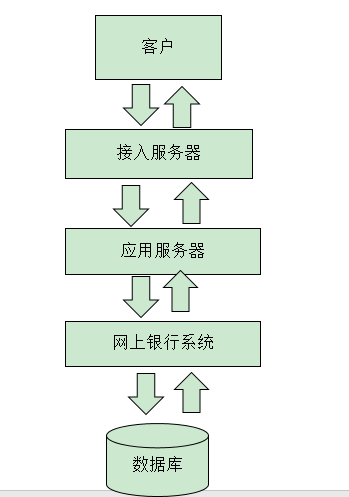 客户
接入服务器
应用服务器
网上银行系统
数据库